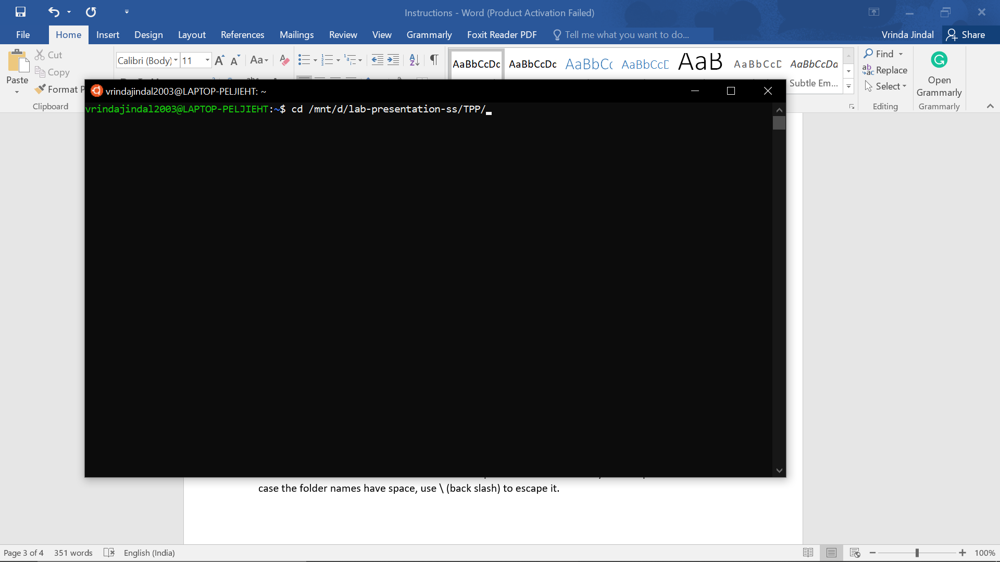 Instructions - Word (Product Activation Failed)
File Home Insert Design Layout References Mailings Review View Grammarly Foxit Reader PDF Tell me what you want to do... Vrinda Jindal Share
Paste
Cut
Copy
Format P
Clipboard
Calibri (Body) 11
Aa
AaBbCcDc AaBbCcDc AaBbCc AaBbCcD AaB AaBbCcD AaBbCcDa
Subtle Em...
Find
Replace
Select
Editing
Open
Grammarly
Grammarly
vrindajindal2003@LAPTOP-PELJIEHT: ~
vrindajindal2003@LAPTOP-PELJIEHT:~$ cd /mnt/d/lab-presentation-ss/TPP/
case the folder names have space, use \ (back slash) to escape it.
Page 3 of 4 351 words English (India) 100%